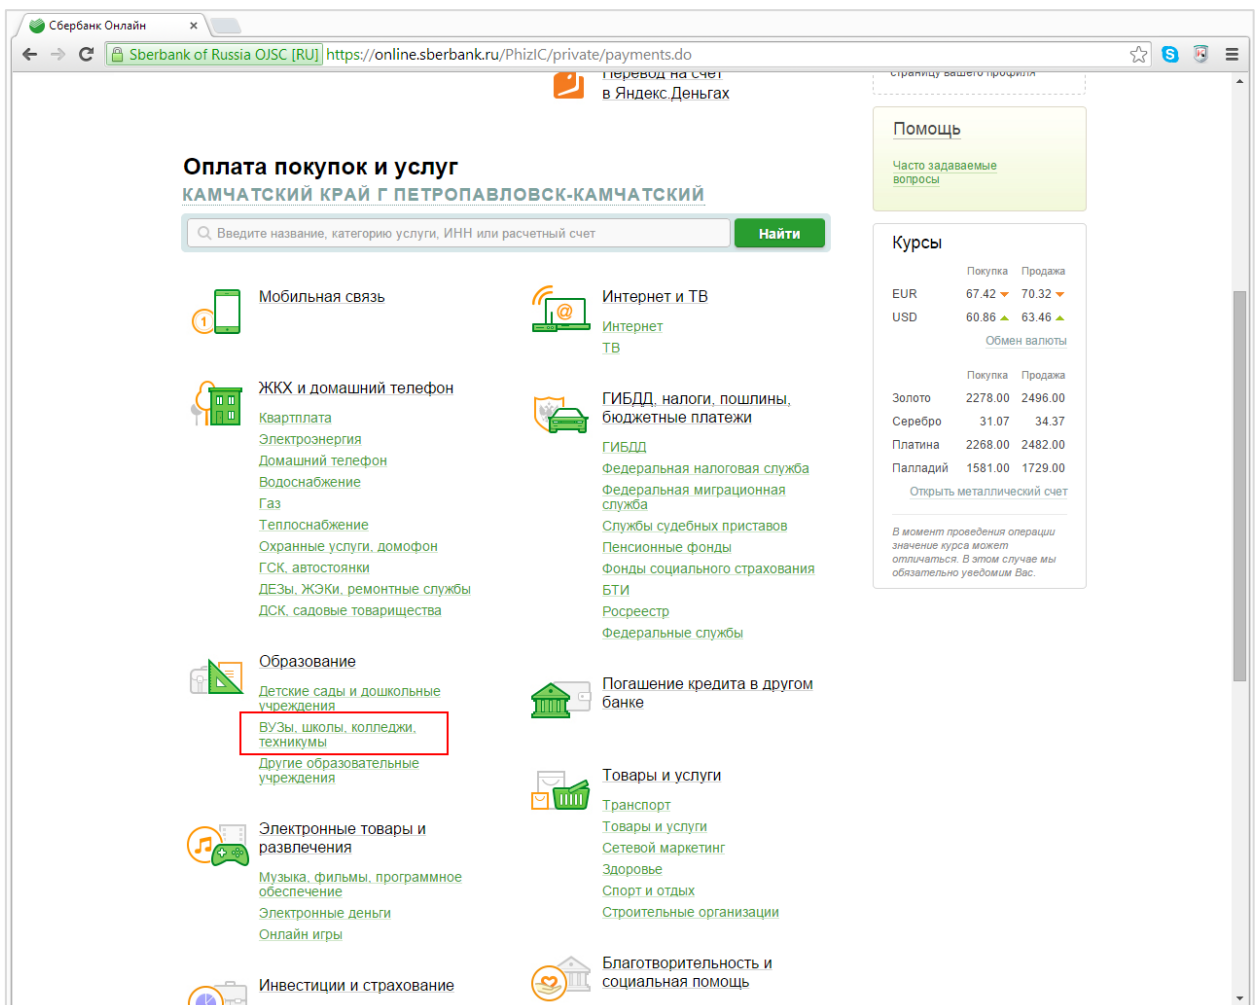 Сбербанк Онлайн
Sberbank of Russia OJSC [RU] https://online.sberbank.ru/PhizIC/private/payments.do
Перевод на счет
в Яндекс.Деньгах
страницу вашего профиля
Помощь
Часто задаваемые
вопросы
Оплата покупок и услуг
КАМЧАТСКИЙ КРАЙ Г ПЕТРОПАВЛОВСК-КАМЧАТСКИЙ
Введите название, категорию услуги, ИНН или расчетный счет
Найти
Мобильная связь
Интернет и ТВ
Интернет
ТВ
ЖКХ и домашний телефон
Квартплата
Электроэнергия
Домашний телефон
Водоснабжение
Газ
Теплоснабжение
Охранные услуги, домофон
ГСК, автостоянки
ДЕЗы, ЖЭКи, ремонтные службы
ДСК, садовые товарищества
ГИБДД, налоги, пошлины,
бюджетные платежи
ГИБДД
Федеральная налоговая служба
Федеральная миграционная
служба
Службы судебных приставов
Пенсионные фонды
Фонды социального страхования
БТИ
Росреестр
Федеральные службы
Образование
Детские сады и дошкольные
учреждения
ВУЗы, школы, колледжи,
техникумы
Другие образовательные
учреждения
Погашение кредита в другом
банке
Товары и услуги
Транспорт
Товары и услуги
Сетевой маркетинг
Здоровье
Спорт и отдых
Строительные организации
Электронные товары и
развлечения
Музыка, фильмы, программное
обеспечение
Электронные деньги
Онлайн игры
Благотворительность и
социальная помощь
Инвестиции и страхование
Курсы
Покупка Продажа
EUR 67.42 70.32
USD 60.86 63.46
Обмен валюты
Покупка Продажа
Золото 2278.00 2496.00
Серебро 31.07 34.37
Платина 2268.00 2482.00
Палладий 1581.00 1729.00
Открыть металлический счет
В момент проведения операции
значение курса может
отличаться. В этом случае мы
обязательно уведомим Вас.